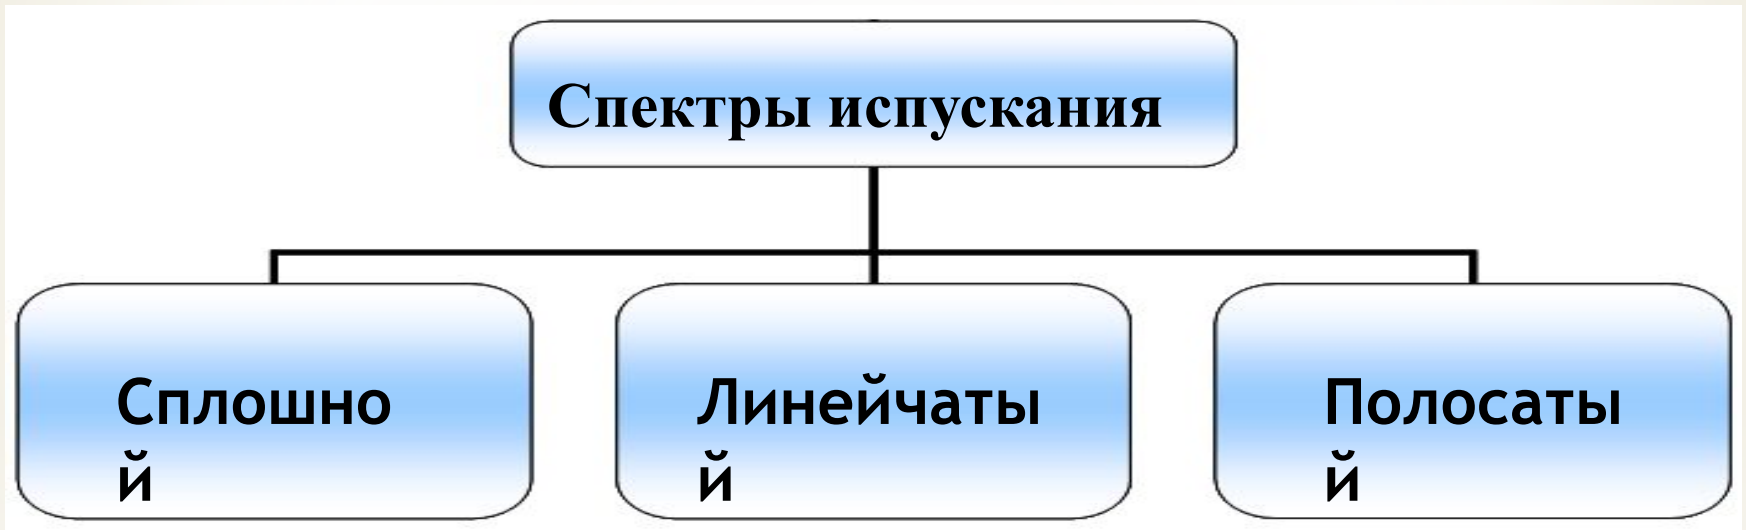 Спектры испускания
Сплошно
й
Линейчаты
й
Полосаты
й